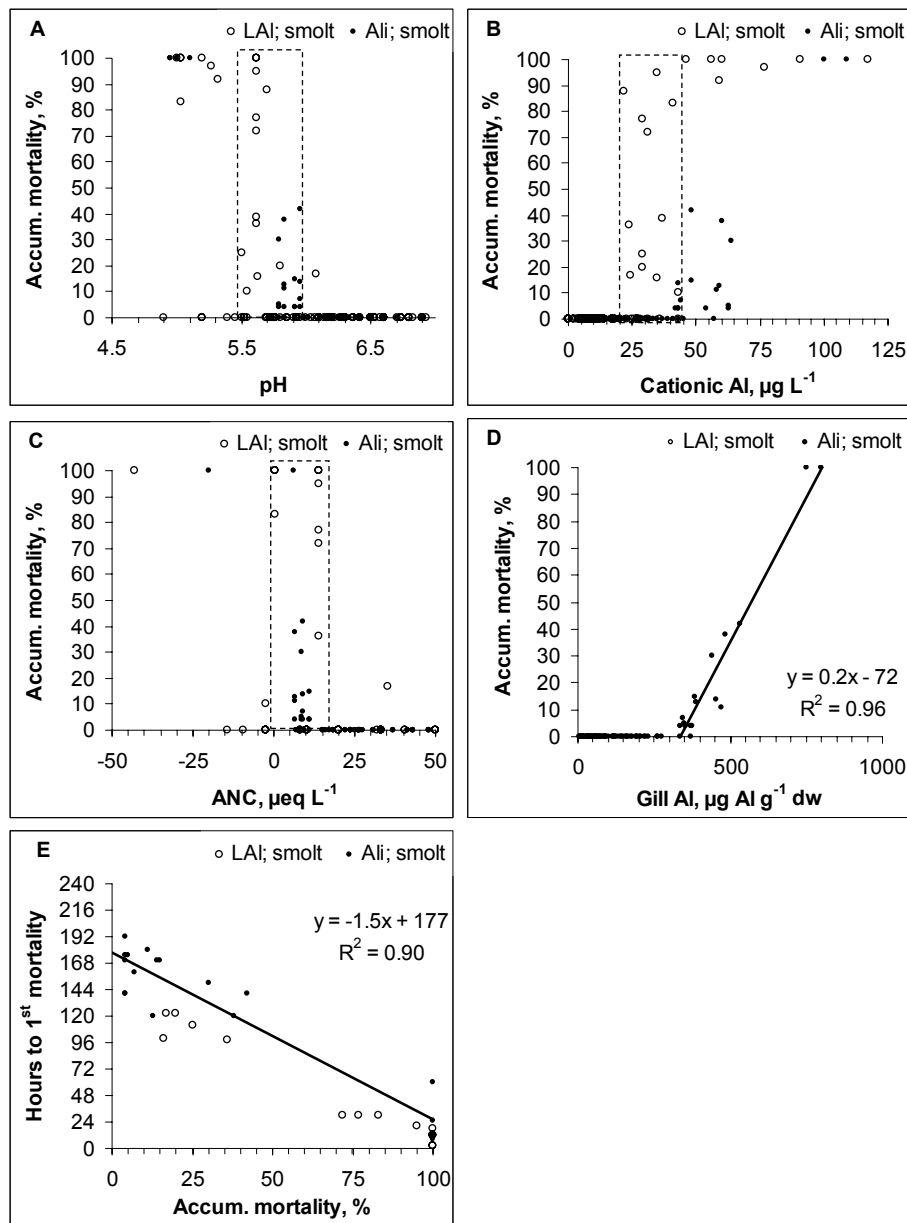 A
LAl; smolt Ali; smolt
Accum. mortality, %
100
90
80
70
60
50
40
30
20
10
0
4.5 5.5 6.5
pH
B
LAl; smolt Ali; smolt
Accum. mortality, %
100
90
80
70
60
50
40
30
20
10
0
0 25 50 75 100 125
Cationic Al, µg L⁻¹
C
LAl; smolt Ali; smolt
Accum. mortality, %
100
90
80
70
60
50
40
30
20
10
0
-50 -25 0 25 50
ANC, µeq L⁻¹
D
LAl; smolt Ali; smolt
Accum. mortality, %
100
90
80
70
60
50
40
30
20
10
0
y = 0.2x - 72
R² = 0.96
0 500 1000
Gill Al, µg Al g⁻¹ dw
E
LAl; smolt Ali; smolt
Hours to 1ˢᵗ mortality
240
216
192
168
144
120
96
72
48
24
0
y = -1.5x + 177
R² = 0.90
0 25 50 75 100
Accum. mortality, %